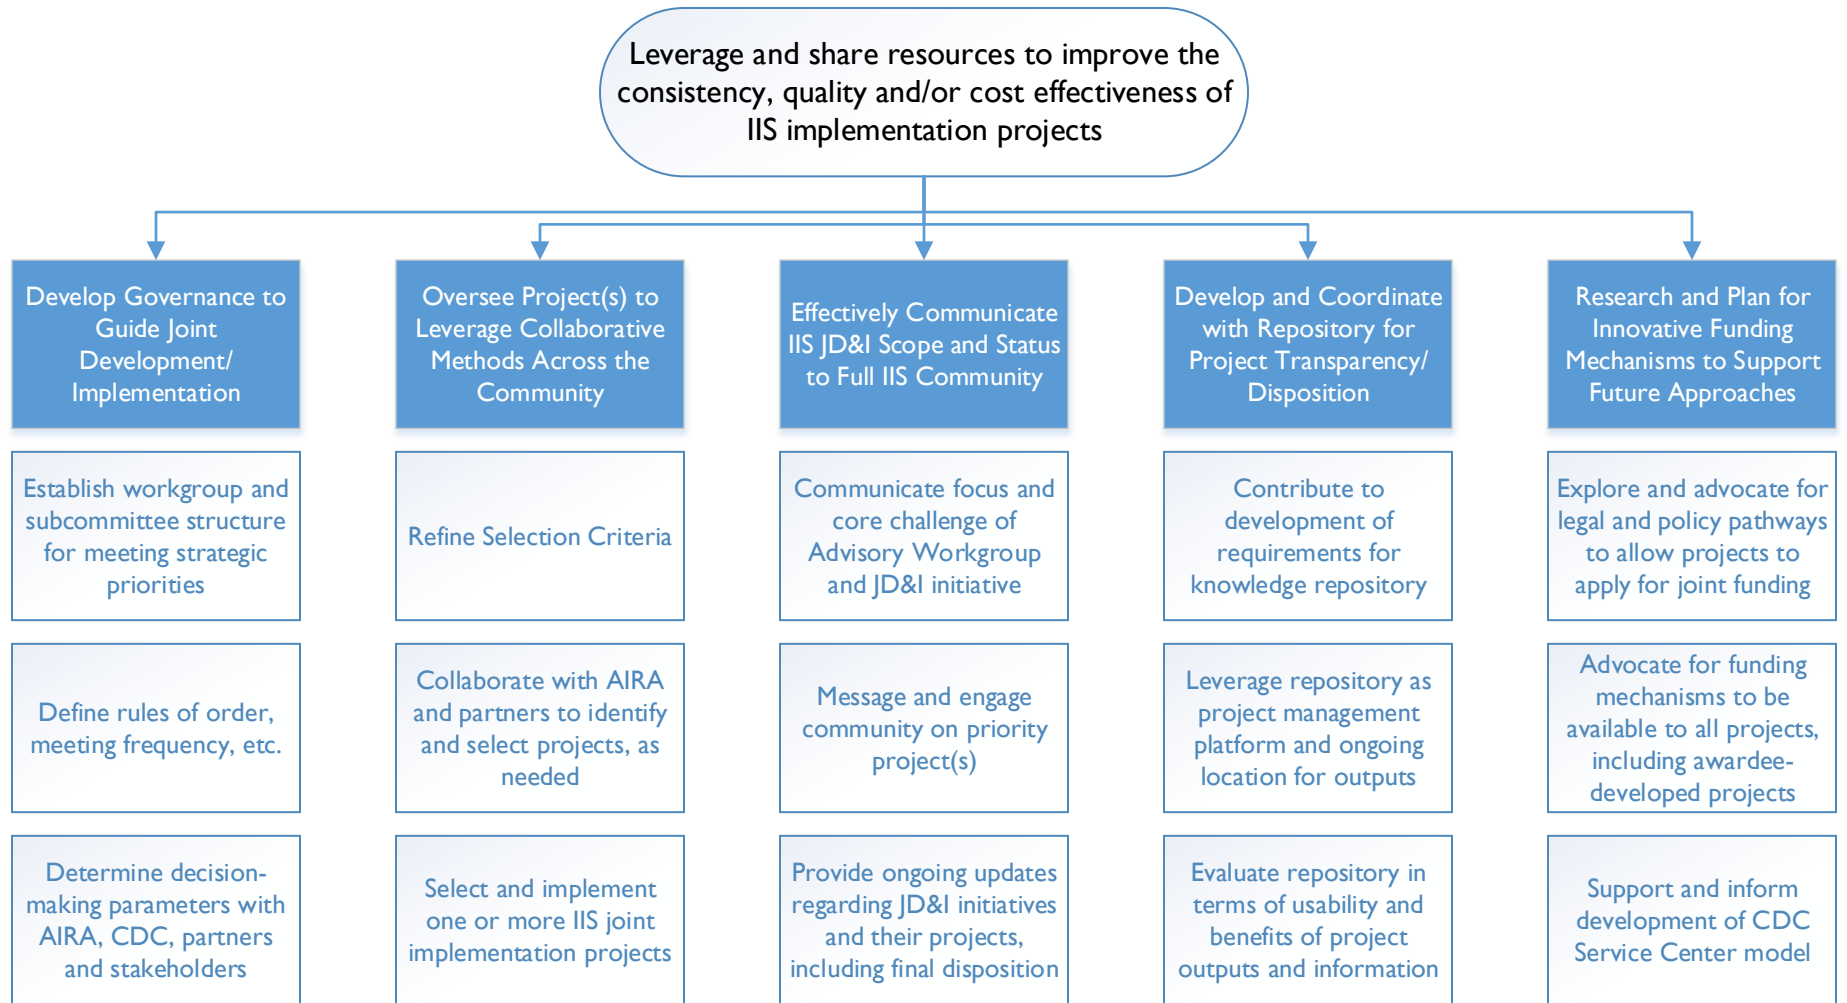 Leverage and share resources to improve the
consistency, quality and/or cost effectiveness of
IIS implementation projects
Develop Governance to
Guide Joint
Development/
Implementation
Establish workgroup and
subcommittee structure
for meeting strategic
priorities
Define rules of order,
meeting frequency, etc.
Determine decision-
making parameters with
AIRA, CDC, partners
and stakeholders
Oversee Project(s) to
Leverage Collaborative
Methods Across the
Community
Refine Selection Criteria
Collaborate with AIRA
and partners to identify
and select projects, as
needed
Select and implement
one or more IIS joint
implementation projects
Effectively Communicate
IIS JD&I Scope and Status
to Full IIS Community
Communicate focus and
core challenge of
Advisory Workgroup
and JD&I initiative
Message and engage
community on priority
project(s)
Provide ongoing updates
regarding JD&I initiatives
and their projects,
including final disposition
Develop and Coordinate
with Repository for
Project Transparency/
Disposition
Contribute to
development of
requirements for
knowledge repository
Leverage repository as
project management
platform and ongoing
location for outputs
Evaluate repository in
terms of usability and
benefits of project
outputs and information
Research and Plan for
Innovative Funding
Mechanisms to Support
Future Approaches
Explore and advocate for
legal and policy pathways
to allow projects to
apply for joint funding
Advocate for funding
mechanisms to be
available to all projects,
including awardee-
developed projects
Support and inform
development of CDC
Service Center model